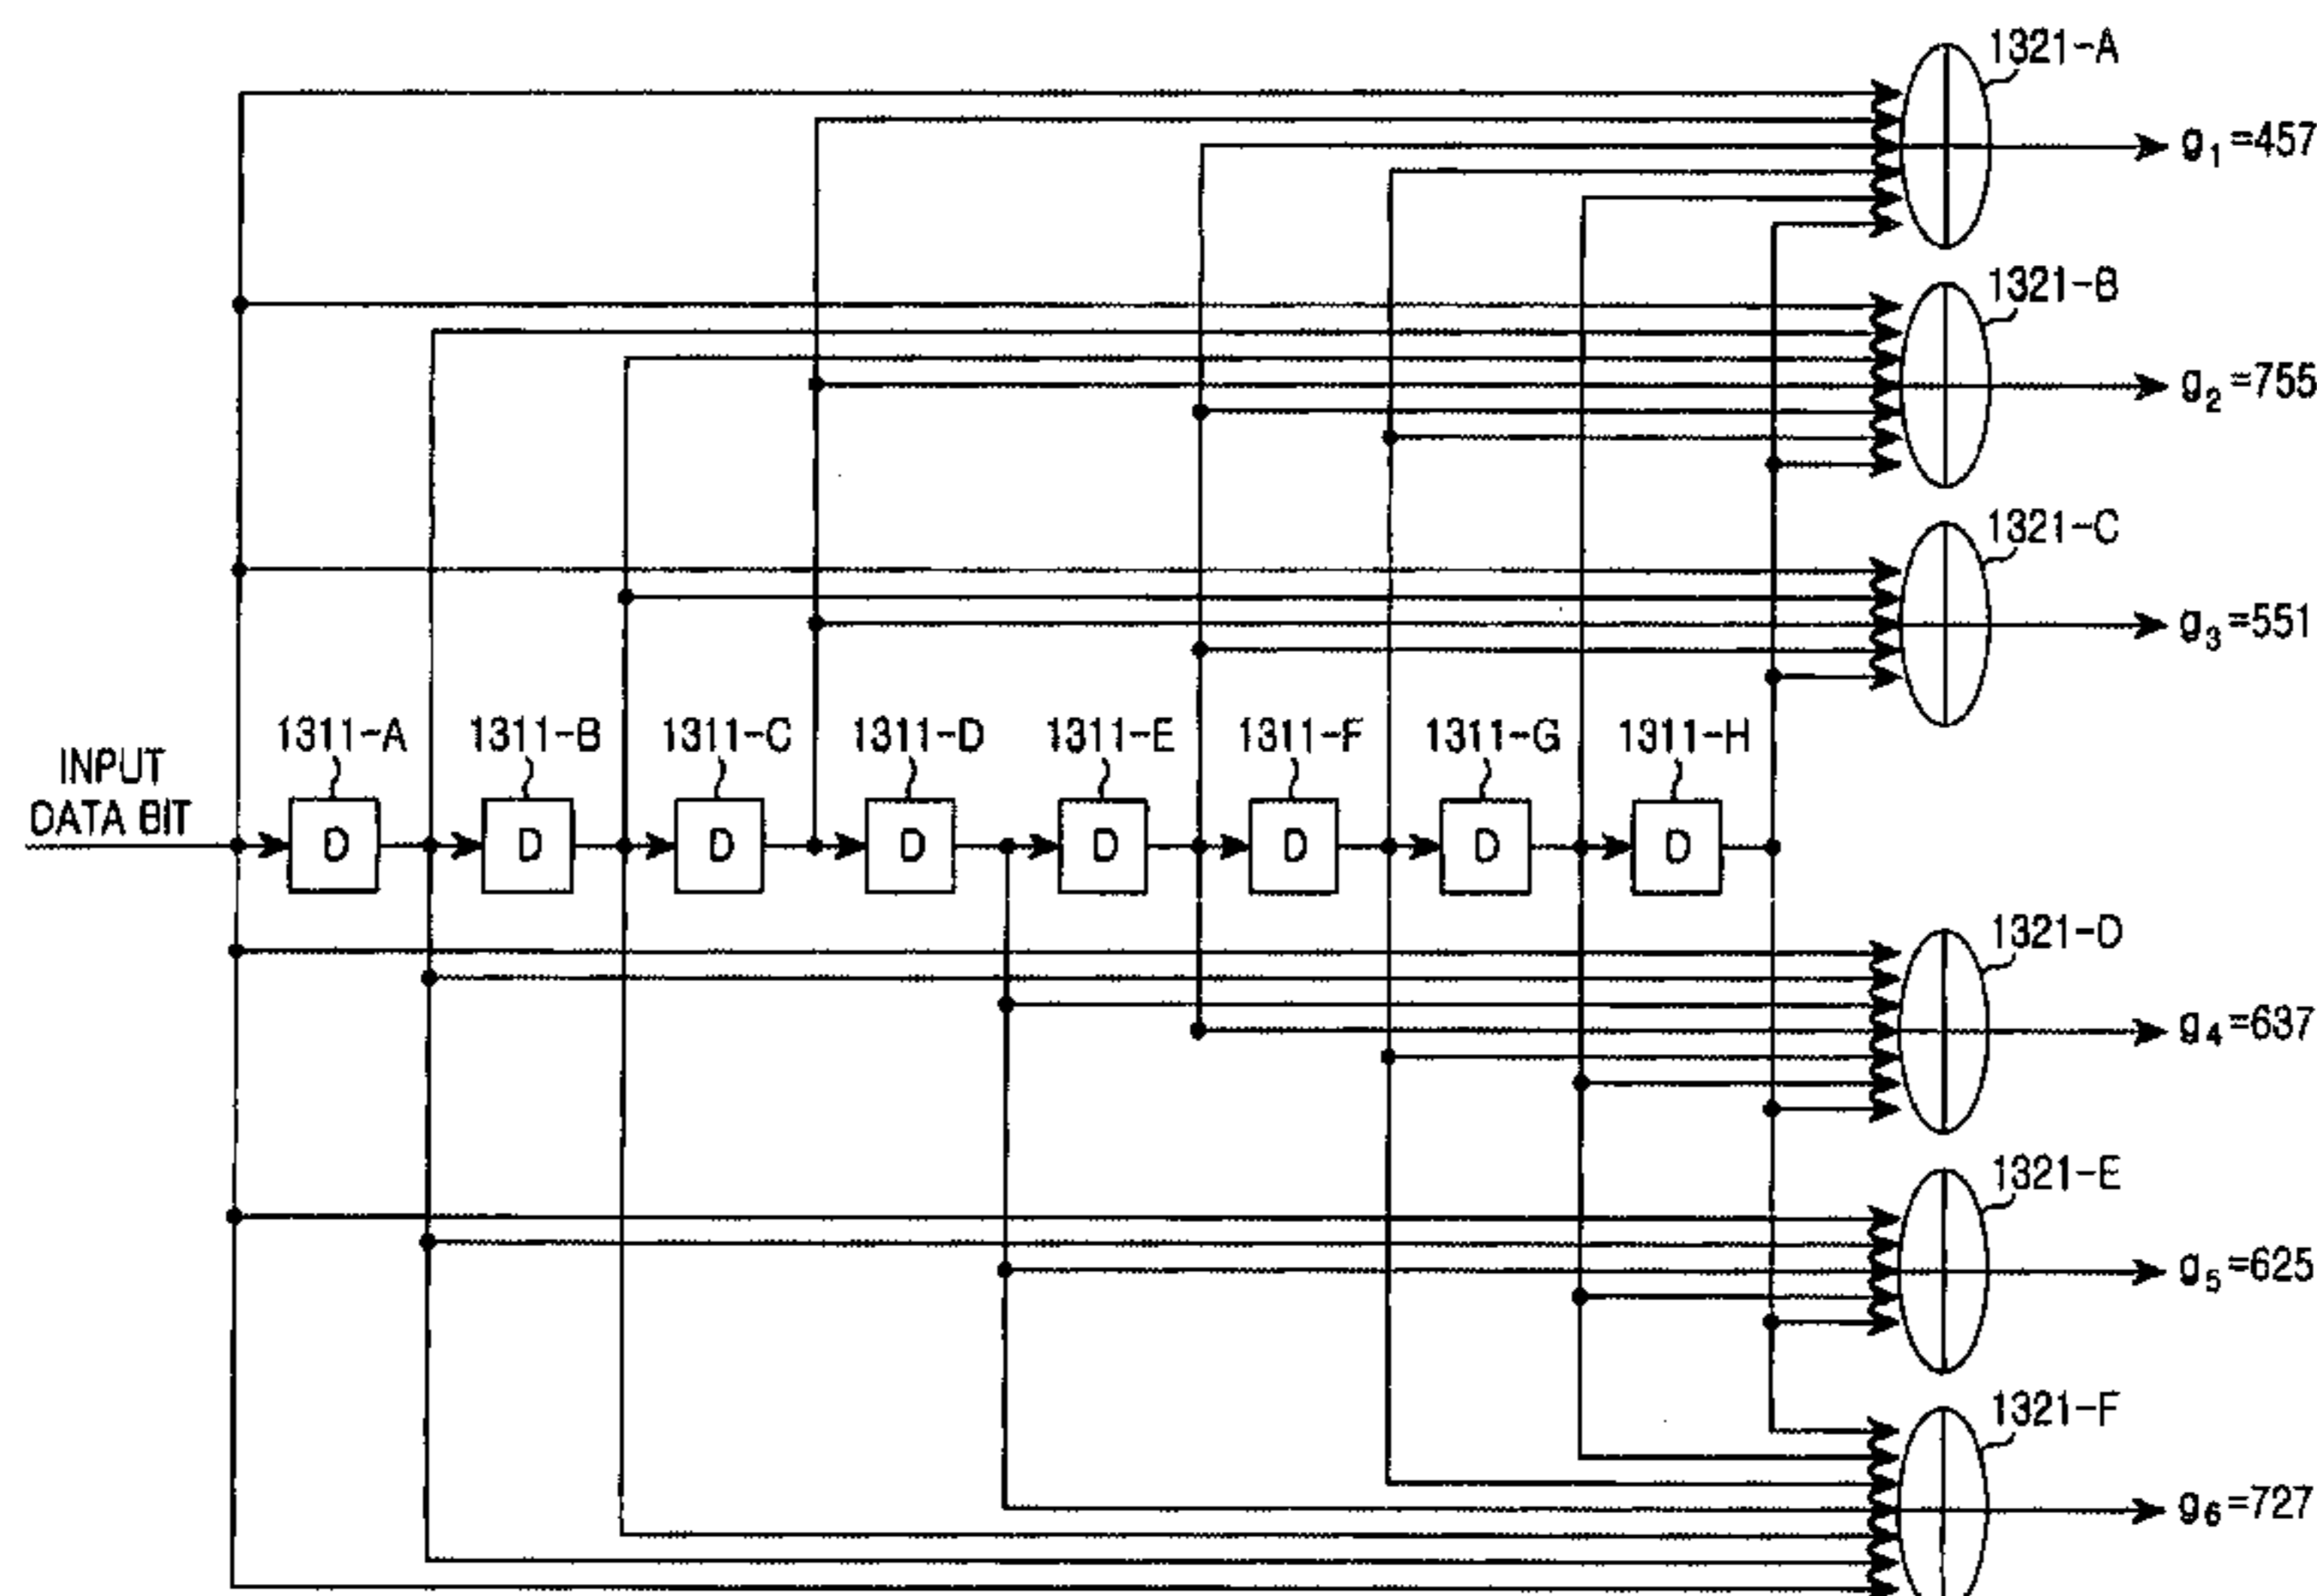 1321-A
g1=457
1321-B
g2=755
1321-C
g3=551
1311-A 1311-B 1311-C 1311-D 1311-E 1311-F 1311-G 1311-H
INPUT
DATA BIT
D D D D D D D D
1321-D
g4=637
1321-E
g5=625
1321-F
g6=727